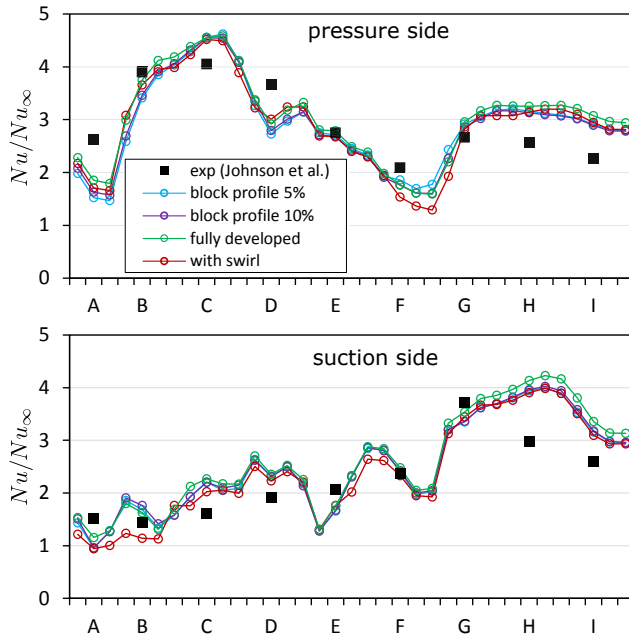 pressure side
5
4
3
2
1
0
Nu/Nu∞
exp (Johnson et al.)
block profile 5%
block profile 10%
fully developed
with swirl
A B C D E F G H I
suction side
5
4
3
2
1
0
Nu/Nu∞
A B C D E F G H I